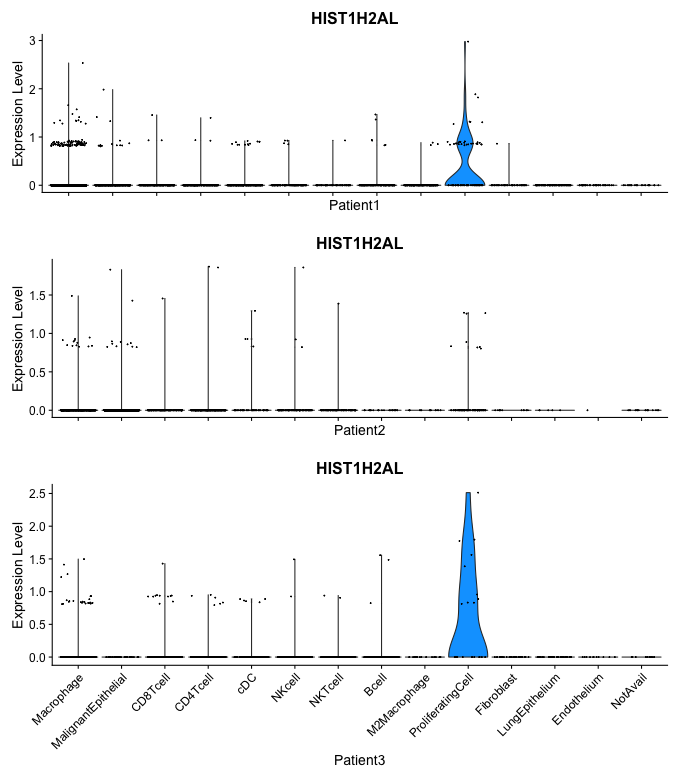 HIST1H2AL
Expression Level
3
2
1
0
Patient1
HIST1H2AL
Expression Level
1.5
1.0
0.5
0.0
Patient2
HIST1H2AL
Expression Level
2.5
2.0
1.5
1.0
0.5
0.0
Macrophage
MalignantEpithelial
CD8Tcell
CD4Tcell
cDC
NKcell
NKTcell
Bcell
M2Macrophage
ProliferatingCell
Fibroblast
LungEpithelium
Endothelium
NotAvail
Patient3